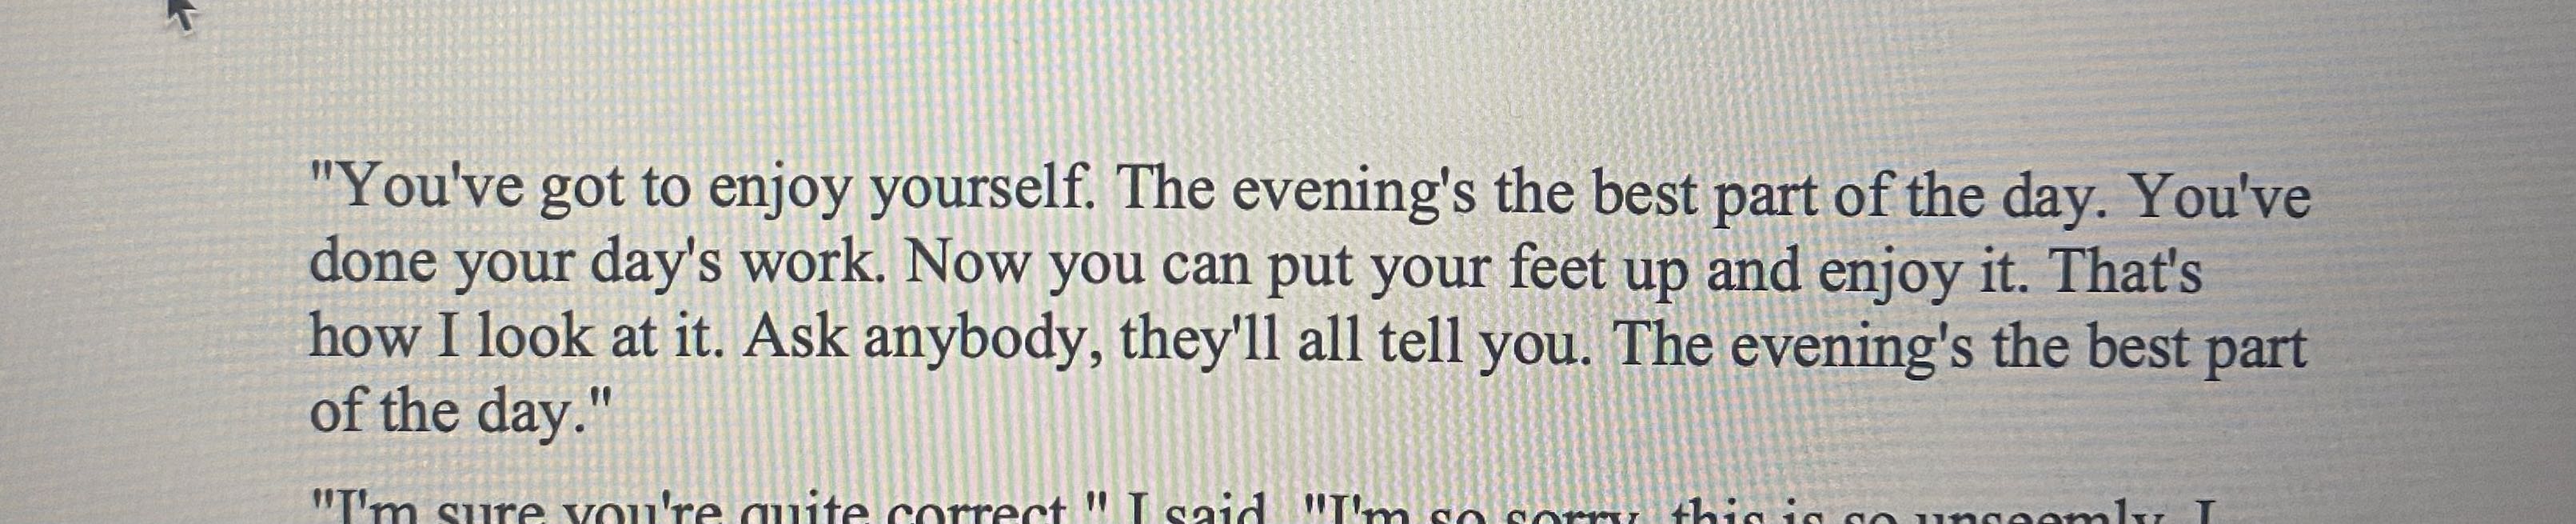 "You've got to enjoy yourself. The evening's the best part of the day. You've
done your day's work. Now you can put your feet up and enjoy it. That's
how I look at it. Ask anybody, they'll all tell you. The evening's the best part
of the day."
"I'm sure you're quite correct," I said. "I'm so sorry, this is so unseemly. I